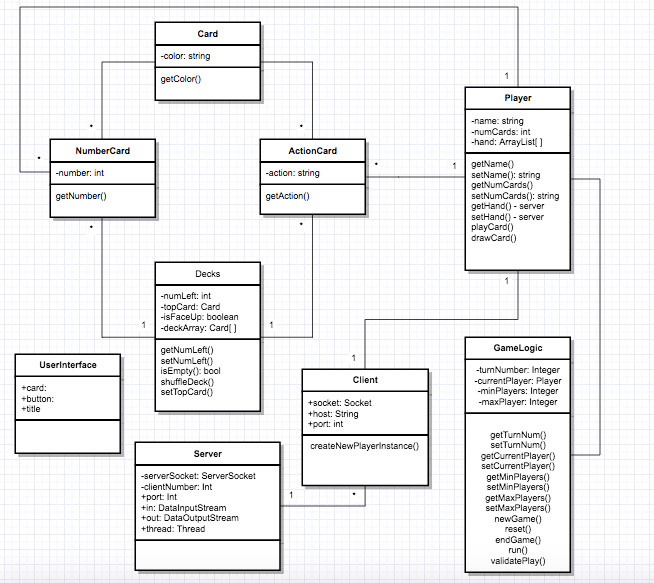 Card
-color: string
getColor()
*
*
1
Player
-name: string
-numCards: int
-hand: ArrayList[ ]
getName()
setName(): string
getNumCards()
setNumCards(): string
getHand() - server
setHand() - server
playCard()
drawCard()
*
NumberCard
-number: int
getNumber()
ActionCard
-action: string
getAction()
*
1
*
*
Decks
-numLeft: int
-topCard: Card
-isFaceUp: boolean
-deckArray: Card[ ]
getNumLeft()
setNumLeft()
isEmpty(): bool
shuffleDeck()
setTopCard()
1
1
1
UserInterface
+card:
+button:
+title
1
Client
+socket: Socket
+host: String
+port: int
createNewPlayerInstance()
GameLogic
-turnNumber: Integer
-currentPlayer: Player
-minPlayers: Integer
-maxPlayer: Integer
getTurnNum()
setTurnNum()
getCurrentPlayer()
setCurrentPlayer()
getMinPlayers()
setMinPlayers()
getMaxPlayers()
setMaxPlayers()
newGame()
reset()
endGame()
run()
validatePlay()
Server
-serverSocket: ServerSocket
-clientNumber: Int
+port: Int
+in: DataInputStream
+out: DataOutputStream
+thread: Thread
1
*